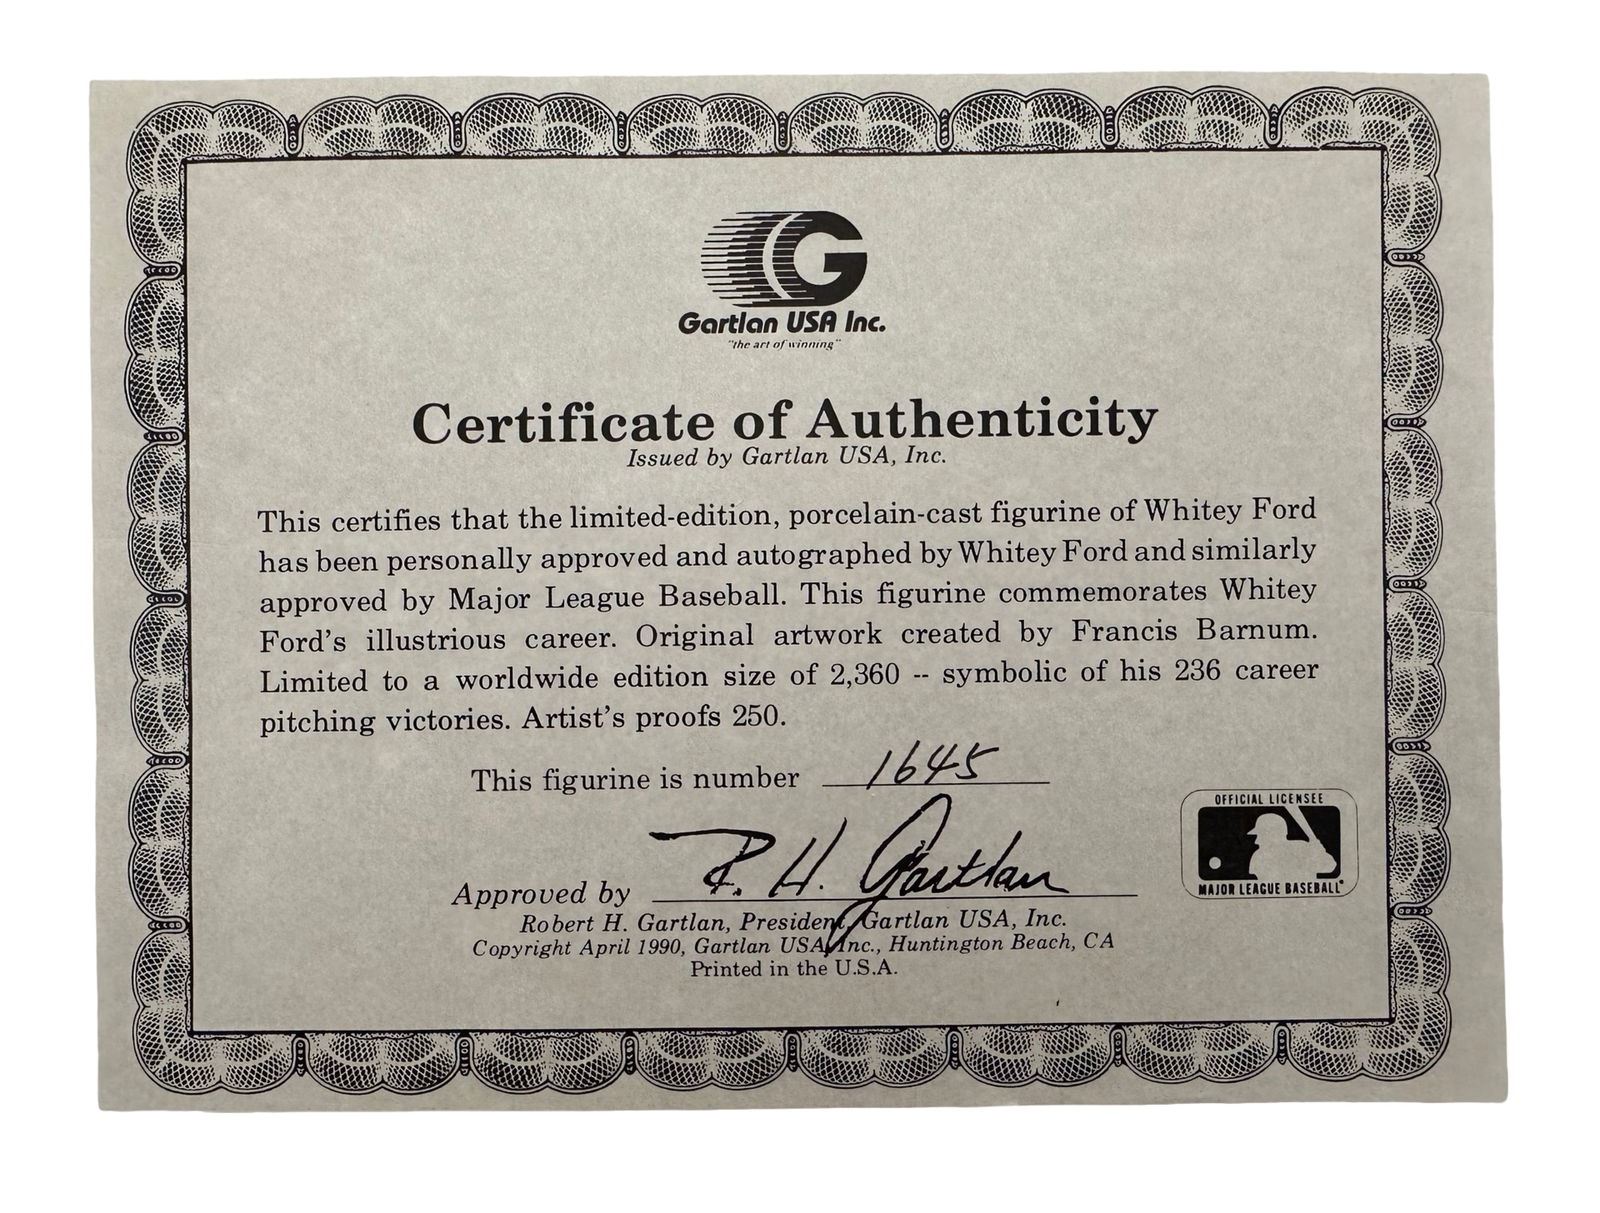 G
Gartlan USA Inc.
"the art of winning"
Certificate of Authenticity
Issued by Gartlan USA, Inc.
This certifies that the limited-edition, porcelain-cast figurine of Whitey Ford
has been personally approved and autographed by Whitey Ford and similarly
approved by Major League Baseball. This figurine commemorates Whitey
Ford's illustrious career. Original artwork created by Francis Barnum.
Limited to a worldwide edition size of 2,360 -- symbolic of his 236 career
pitching victories. Artist's proofs 250.
This figurine is number 1645
Approved by R. H. Gartlan
Robert H. Gartlan, President, Gartlan USA, Inc.
Copyright April 1990, Gartlan USA, Inc., Huntington Beach, CA
Printed in the U.S.A.
OFFICIAL LICENSEE
MAJOR LEAGUE BASEBALL